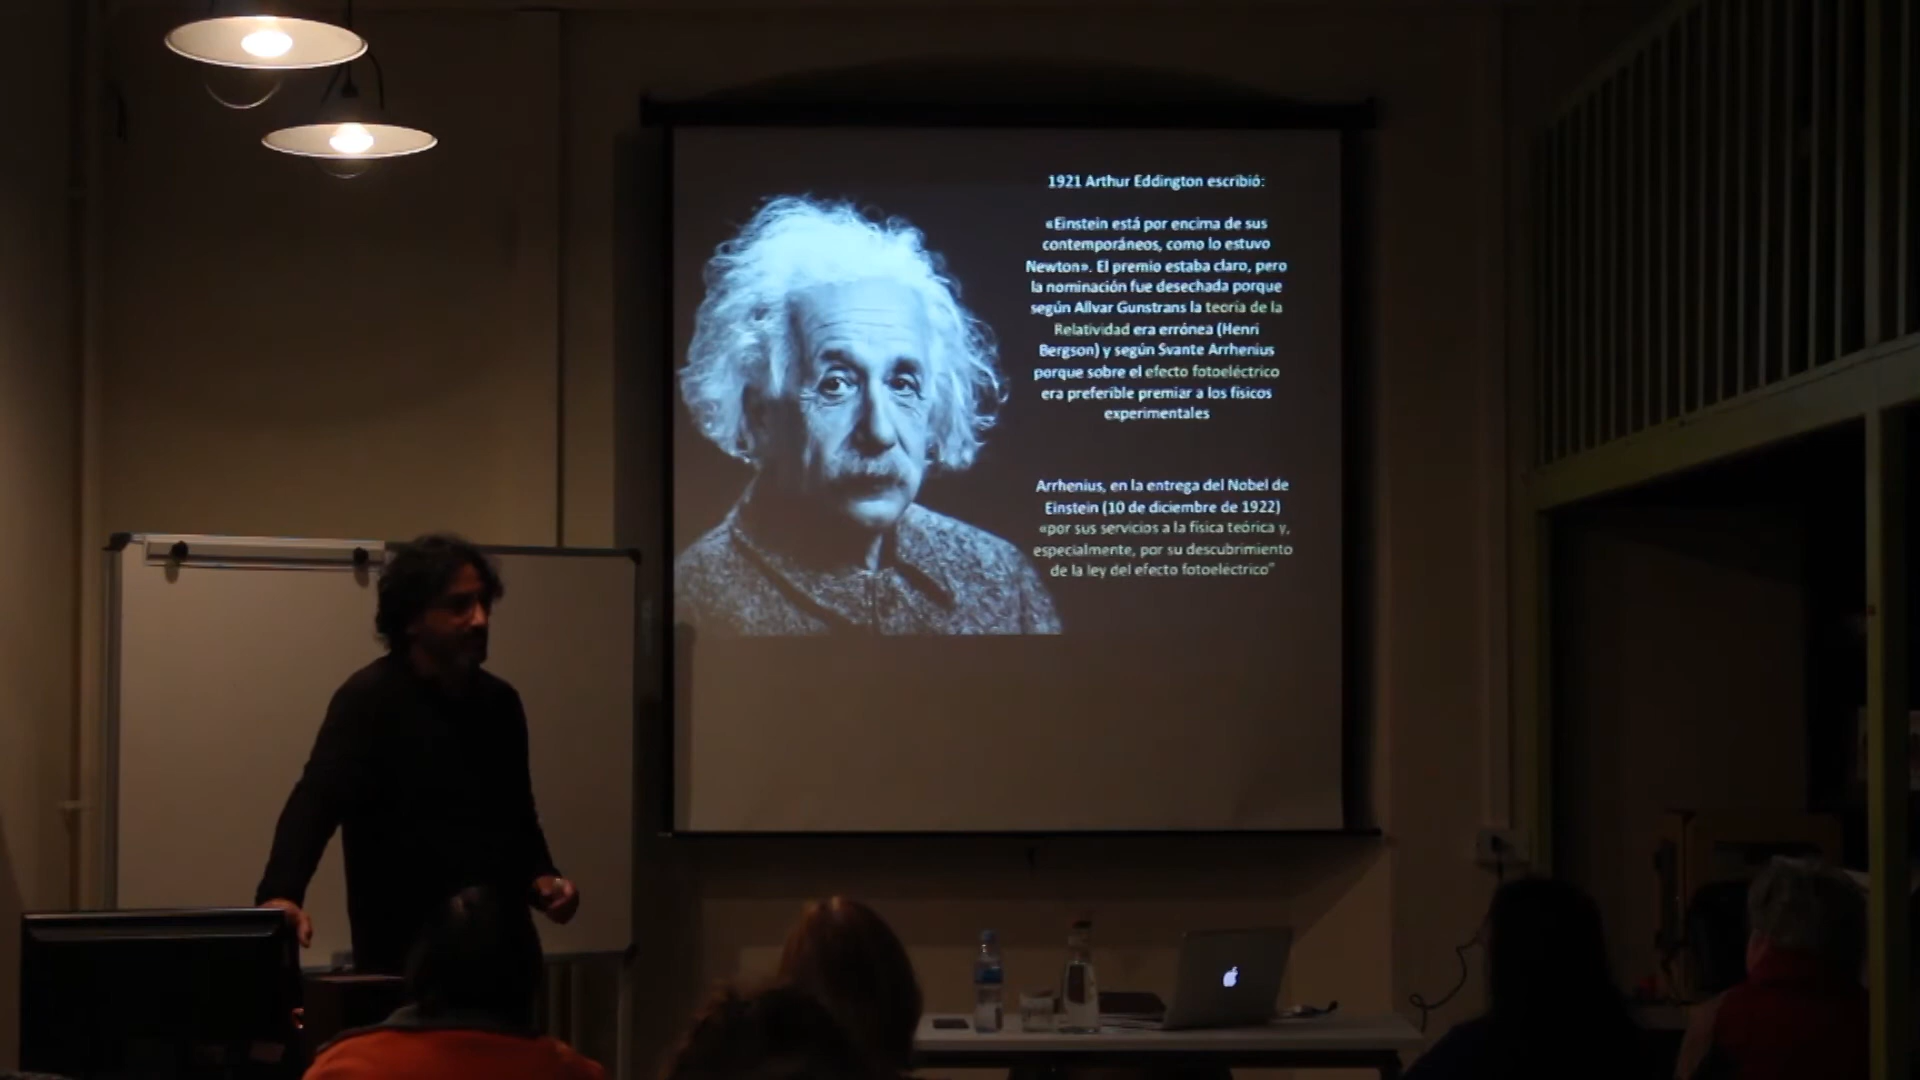 1921 Arthur Eddington escribió:
«Einstein está por encima de sus
contemporáneos, como lo estuvo
Newton». El premio estaba claro, pero
la nominación fue desechada porque
según Allvar Gunstrans la teoría de la
Relatividad era errónea (Henri
Bergson) y según Svante Arrhenius
porque sobre el efecto fotoeléctrico
era preferible premiar a los físicos
experimentales
Arrhenius, en la entrega del Nobel de
Einstein (10 de diciembre de 1922)
«por sus servicios a la física teórica y,
especialmente, por su descubrimiento
de la ley del efecto fotoeléctrico"